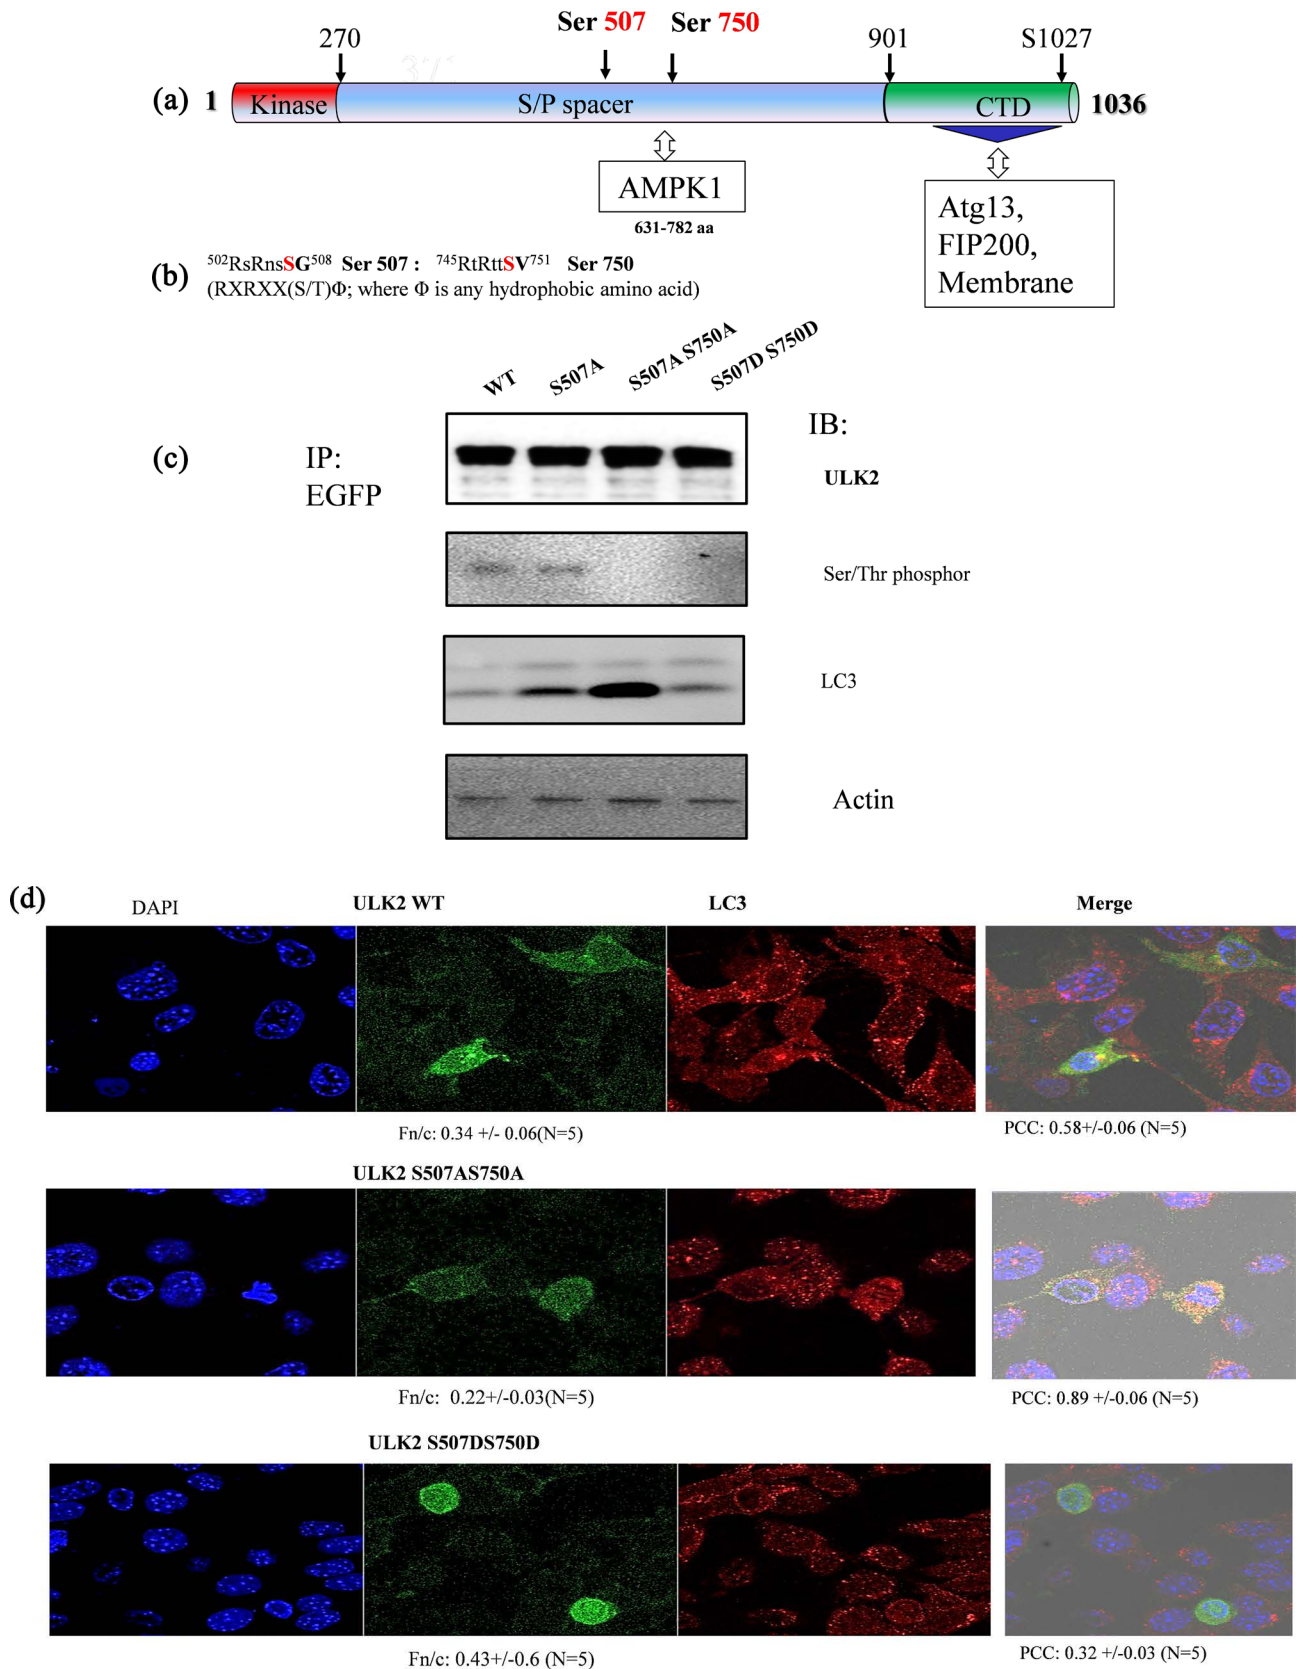 Ser 507 Ser 750
270 901 S1027
(a) 1 Kinase S/P spacer CTD 1036
AMPK1
631-782 aa
Atg13,
FIP200,
Membrane
(b) ⁵⁰²RsRnsSG⁵⁰⁸ Ser 507 : ⁷⁴⁵RtRttSV⁷⁵¹ Ser 750
(RXRXX(S/T)Φ; where Φ is any hydrophobic amino acid)
WT S507A S507A S750A S507D S750D
(c) IP:
EGFP
IB:
ULK2
Ser/Thr phosphor
LC3
Actin
(d)
DAPI ULK2 WT LC3 Merge
Fn/c: 0.34 +/- 0.06(N=5) PCC: 0.58+/-0.06 (N=5)
ULK2 S507AS750A
Fn/c: 0.22+/-0.03(N=5) PCC: 0.89 +/-0.06 (N=5)
ULK2 S507DS750D
Fn/c: 0.43+/-0.6 (N=5) PCC: 0.32 +/-0.03 (N=5)